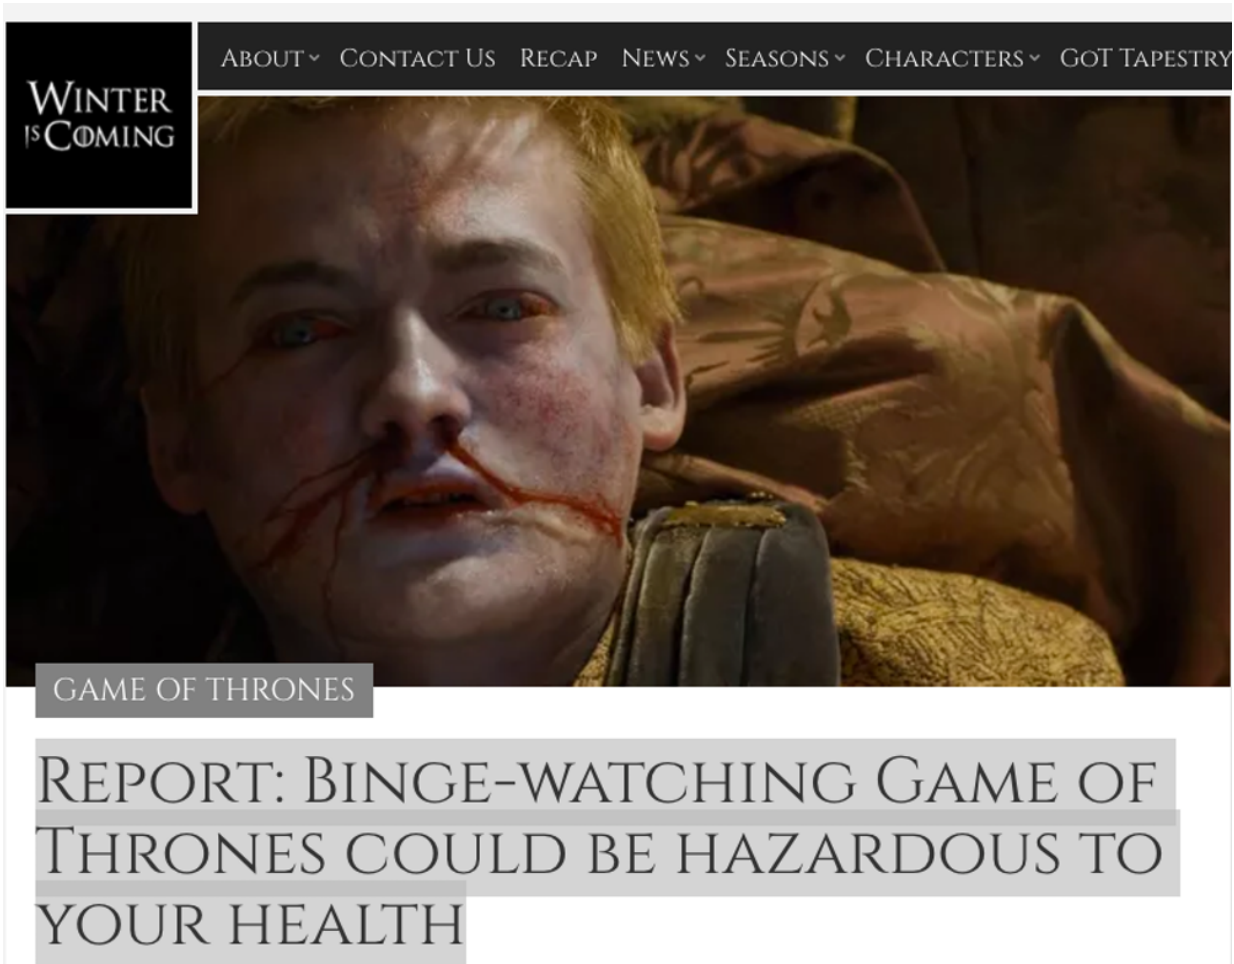 WINTER
IS COMING
ABOUT CONTACT US RECAP NEWS SEASONS CHARACTERS GOT TAPESTRY
GAME OF THRONES
REPORT: BINGE-WATCHING GAME OF
THRONES COULD BE HAZARDOUS TO
YOUR HEALTH